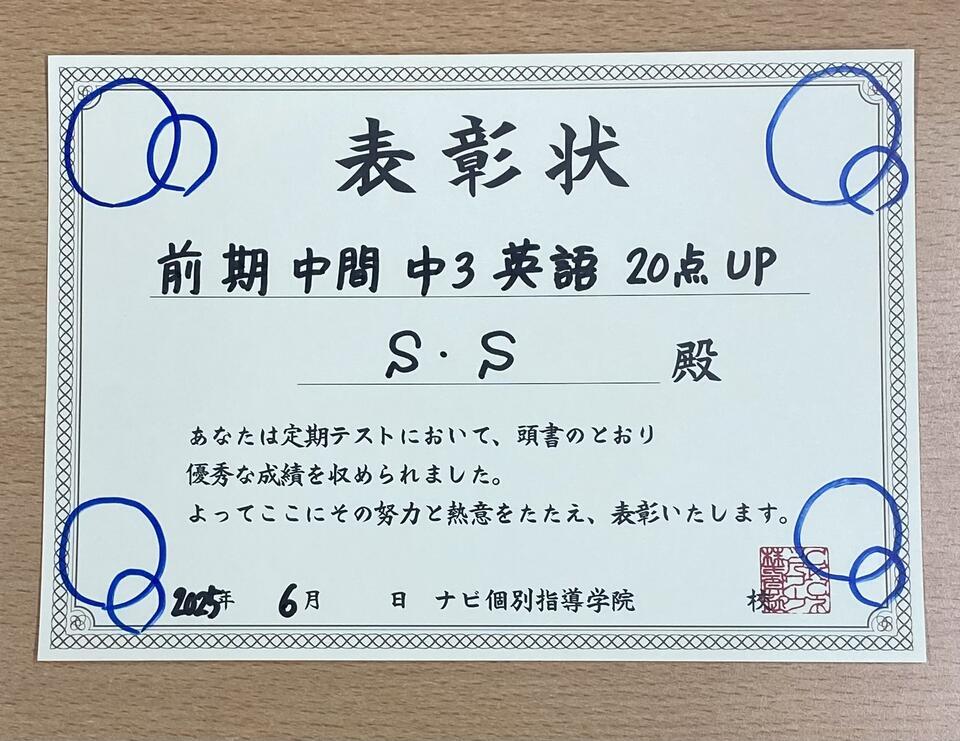 表彰状
前期中間 中3英語 20点UP
S・S 殿
あなたは定期テストにおいて、頭書のとおり
優秀な成績を収められました。
よってここにその努力と熱意をたたえ、表彰いたします。
2025年 6月 日 ナビ個別指導学院 校